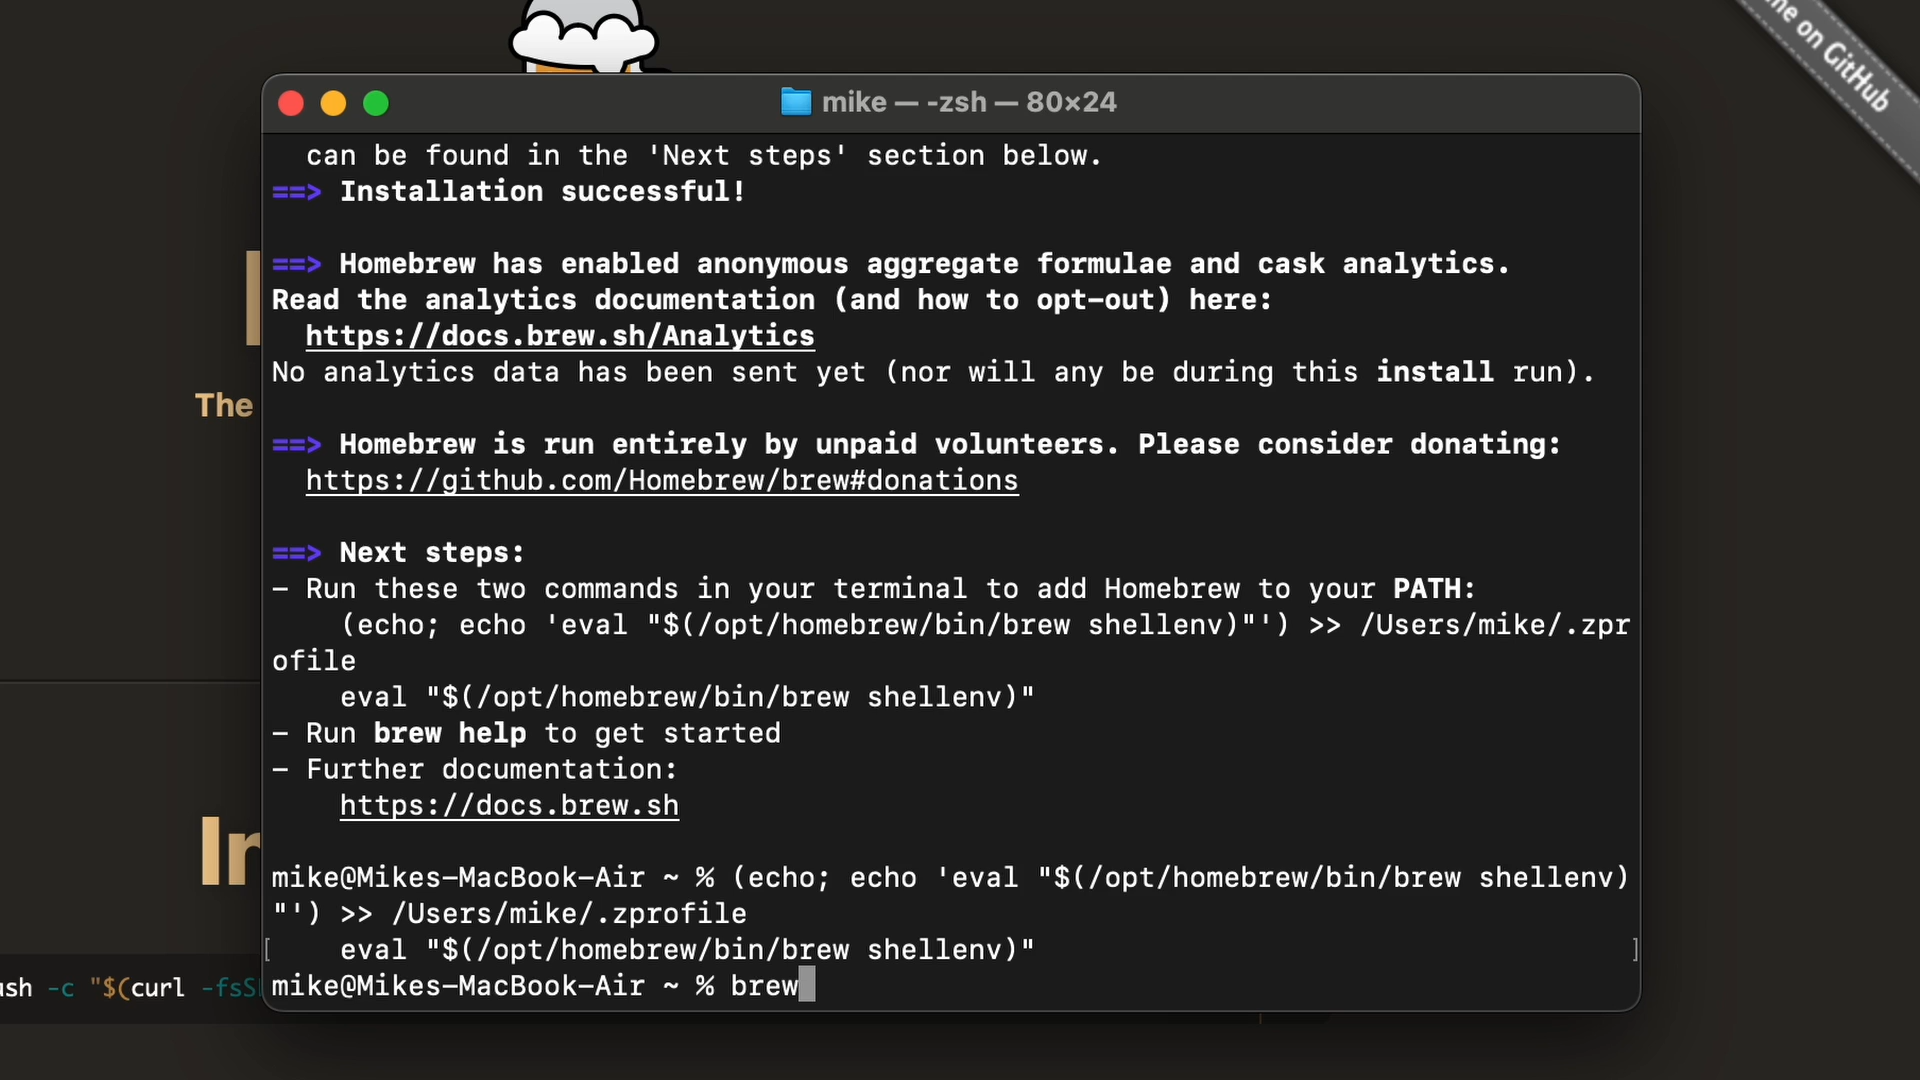 me on GitHub
mike — -zsh — 80×24
can be found in the 'Next steps' section below.
==> Installation successful!
==> Homebrew has enabled anonymous aggregate formulae and cask analytics.
Read the analytics documentation (and how to opt-out) here:
https://docs.brew.sh/Analytics
No analytics data has been sent yet (nor will any be during this install run).
The
==> Homebrew is run entirely by unpaid volunteers. Please consider donating:
https://github.com/Homebrew/brew#donations
==> Next steps:
- Run these two commands in your terminal to add Homebrew to your PATH:
(echo; echo 'eval "$(/opt/homebrew/bin/brew shellenv)"') >> /Users/mike/.zpr
ofile
eval "$(/opt/homebrew/bin/brew shellenv)"
- Run brew help to get started
- Further documentation:
https://docs.brew.sh
In
mike@Mikes-MacBook-Air ~ % (echo; echo 'eval "$(/opt/homebrew/bin/brew shellenv)
"') >> /Users/mike/.zprofile
[ eval "$(/opt/homebrew/bin/brew shellenv)" ]
mike@Mikes-MacBook-Air ~ % brew
ash -c "$(curl -fsS